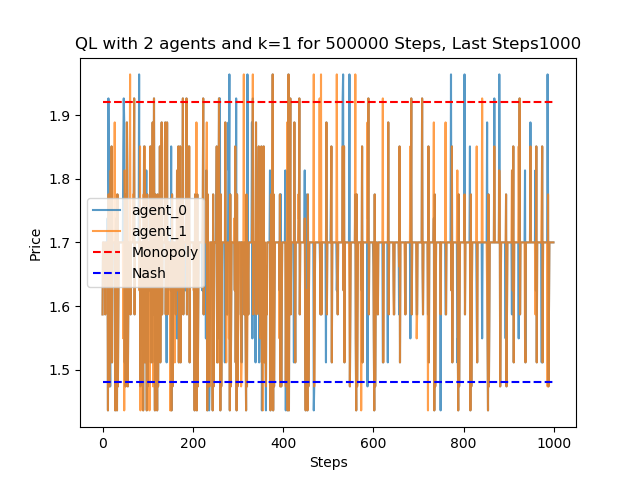 QL with 2 agents and k=1 for 500000 Steps, Last Steps1000
Price
1.9
1.8
1.7
1.6
1.5
agent_0
agent_1
Monopoly
Nash
0
200
400
600
800
1000
Steps